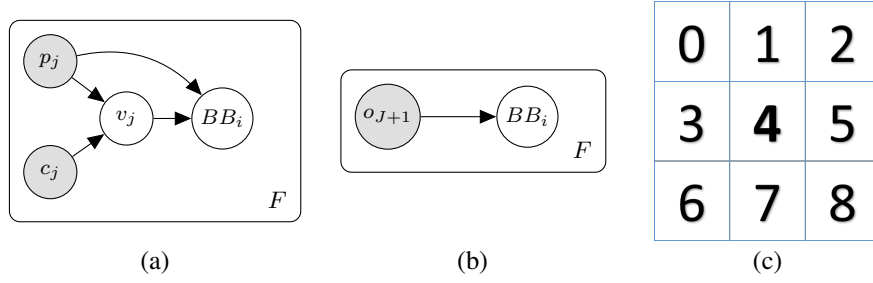 p_j
v_j
BB_i
c_j
F
(a)
o_{J+1}
BB_i
F
(b)
0 1 2
3 4 5
6 7 8
(c)